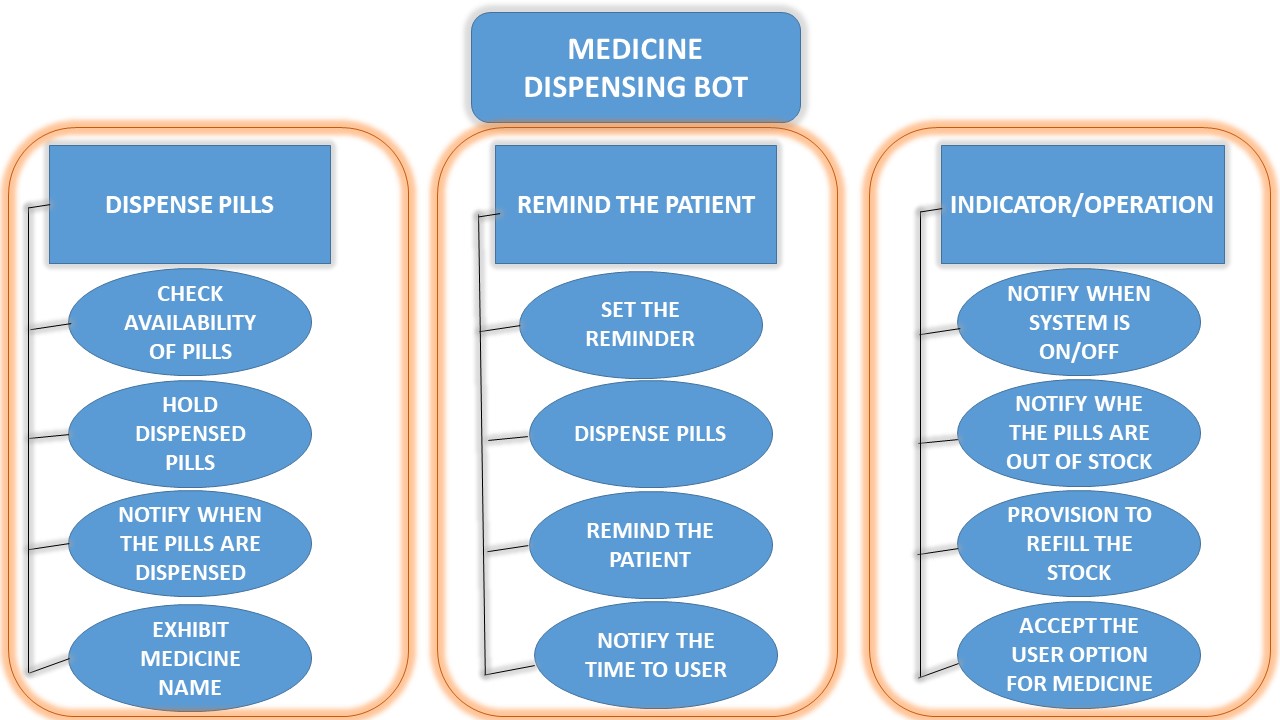 MEDICINE
DISPENSING BOT
DISPENSE PILLS
CHECK
AVAILABILITY
OF PILLS
HOLD
DISPENSED
PILLS
NOTIFY WHEN
THE PILLS ARE
DISPENSED
EXHIBIT
MEDICINE
NAME
REMIND THE PATIENT
SET THE
REMINDER
DISPENSE PILLS
REMIND THE
PATIENT
NOTIFY THE
TIME TO USER
INDICATOR/OPERATION
NOTIFY WHEN
SYSTEM IS
ON/OFF
NOTIFY WHE
THE PILLS ARE
OUT OF STOCK
PROVISION TO
REFILL THE
STOCK
ACCEPT THE
USER OPTION
FOR MEDICINE